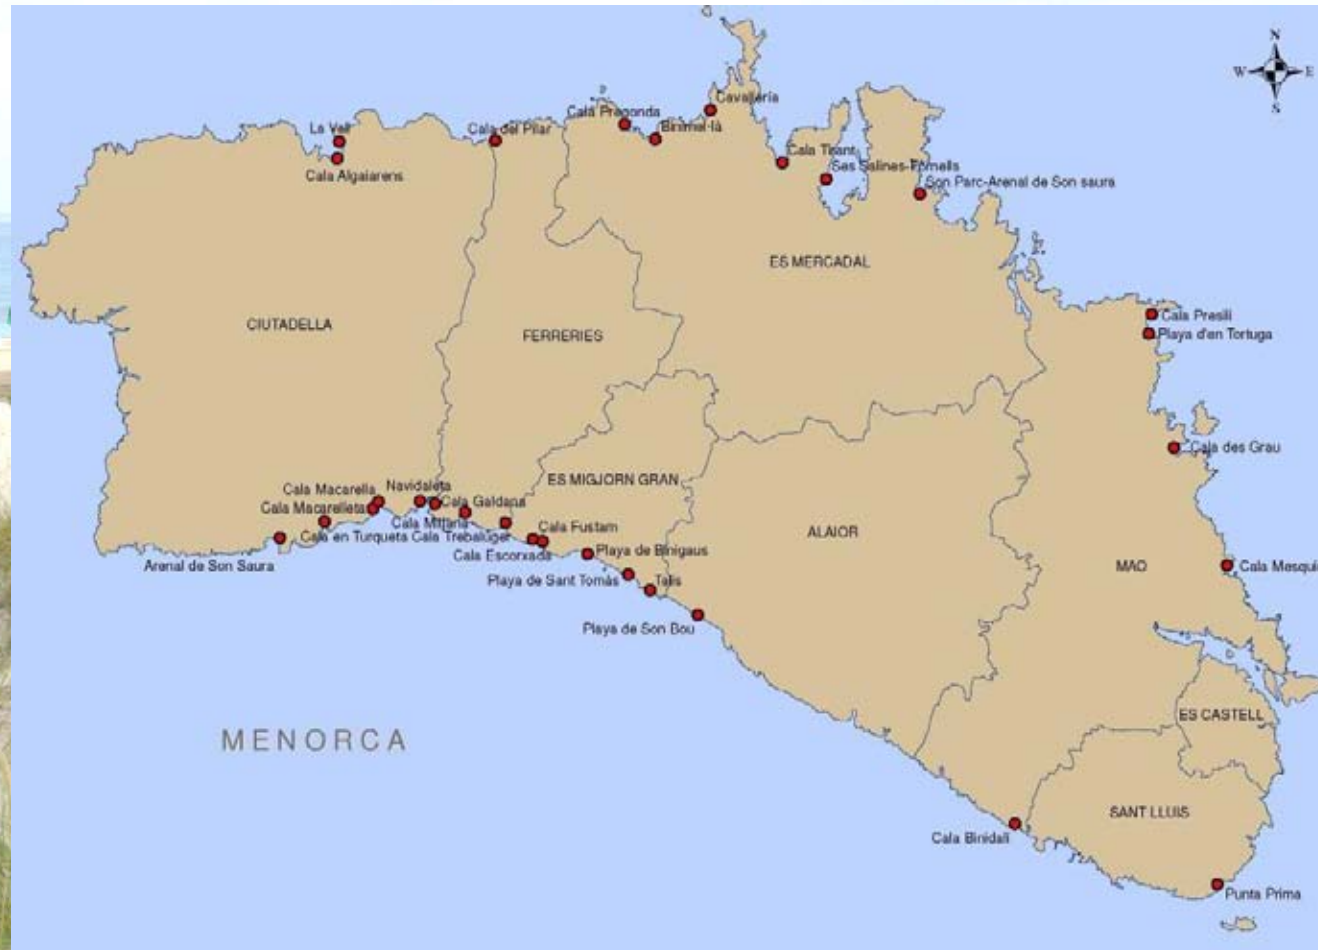 N
W E
S
Cavalleria
Cala Pregonda
La Vall
Cala del Pilar
Binimel·là
Cala Tirant
Cala Algaiarens
Ses Salines-Fornells
Son Parc-Arenal de Son saura
ES MERCADAL
Cala Presili
CIUTADELLA
FERRERIES
Playa d'en Tortuga
Cala des Grau
ES MIGJORN GRAN
Cala Macarella
Navidaleta
Cala Macarelleta
Cala Galdana
Cala Mitjana
Cala Fustam
ALAIOR
Cala en Turqueta
Cala Trebaluger
Cala Escorxada
Playa de Binigaus
Arenal de Son Saura
MAO
Cala Mesqui
Playa de Sant Tomàs
Talis
Playa de Son Bou
ES CASTELL
MENORCA
SANT LLUIS
Cala Binidali
Punta Prima